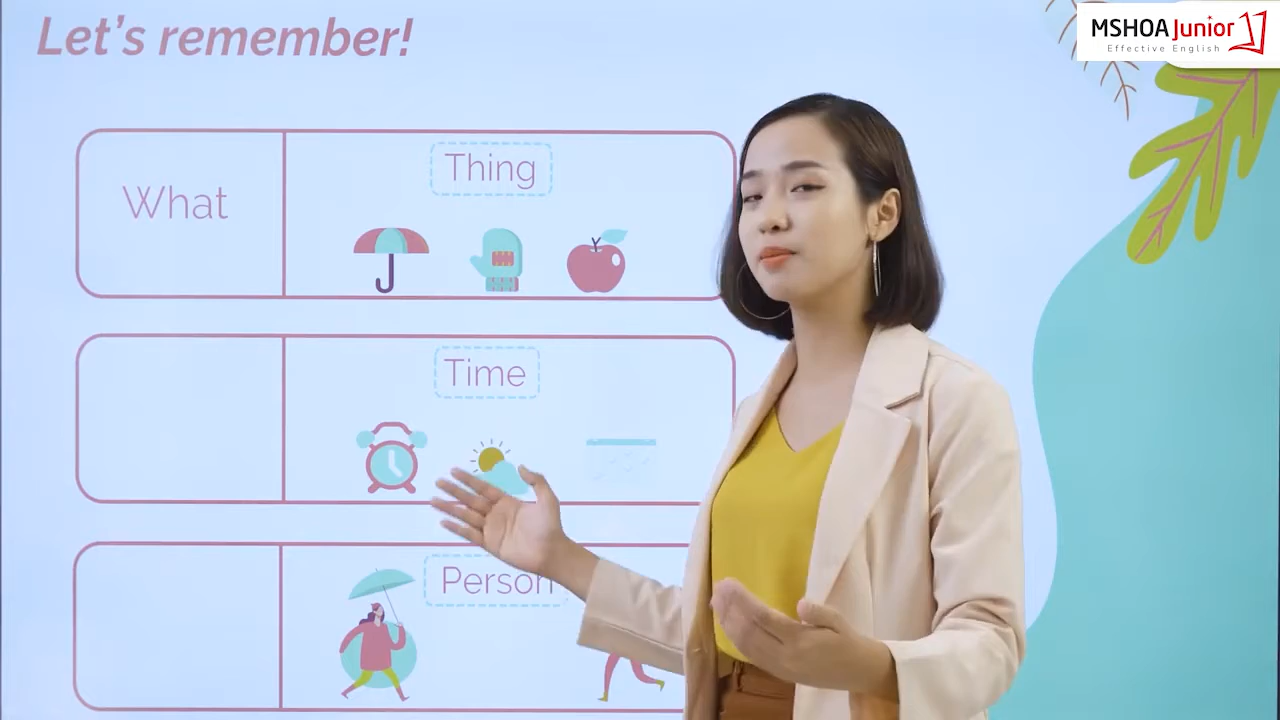 Let's remember!
MSHOA Junior
Effective English
What
Thing
Time
Person